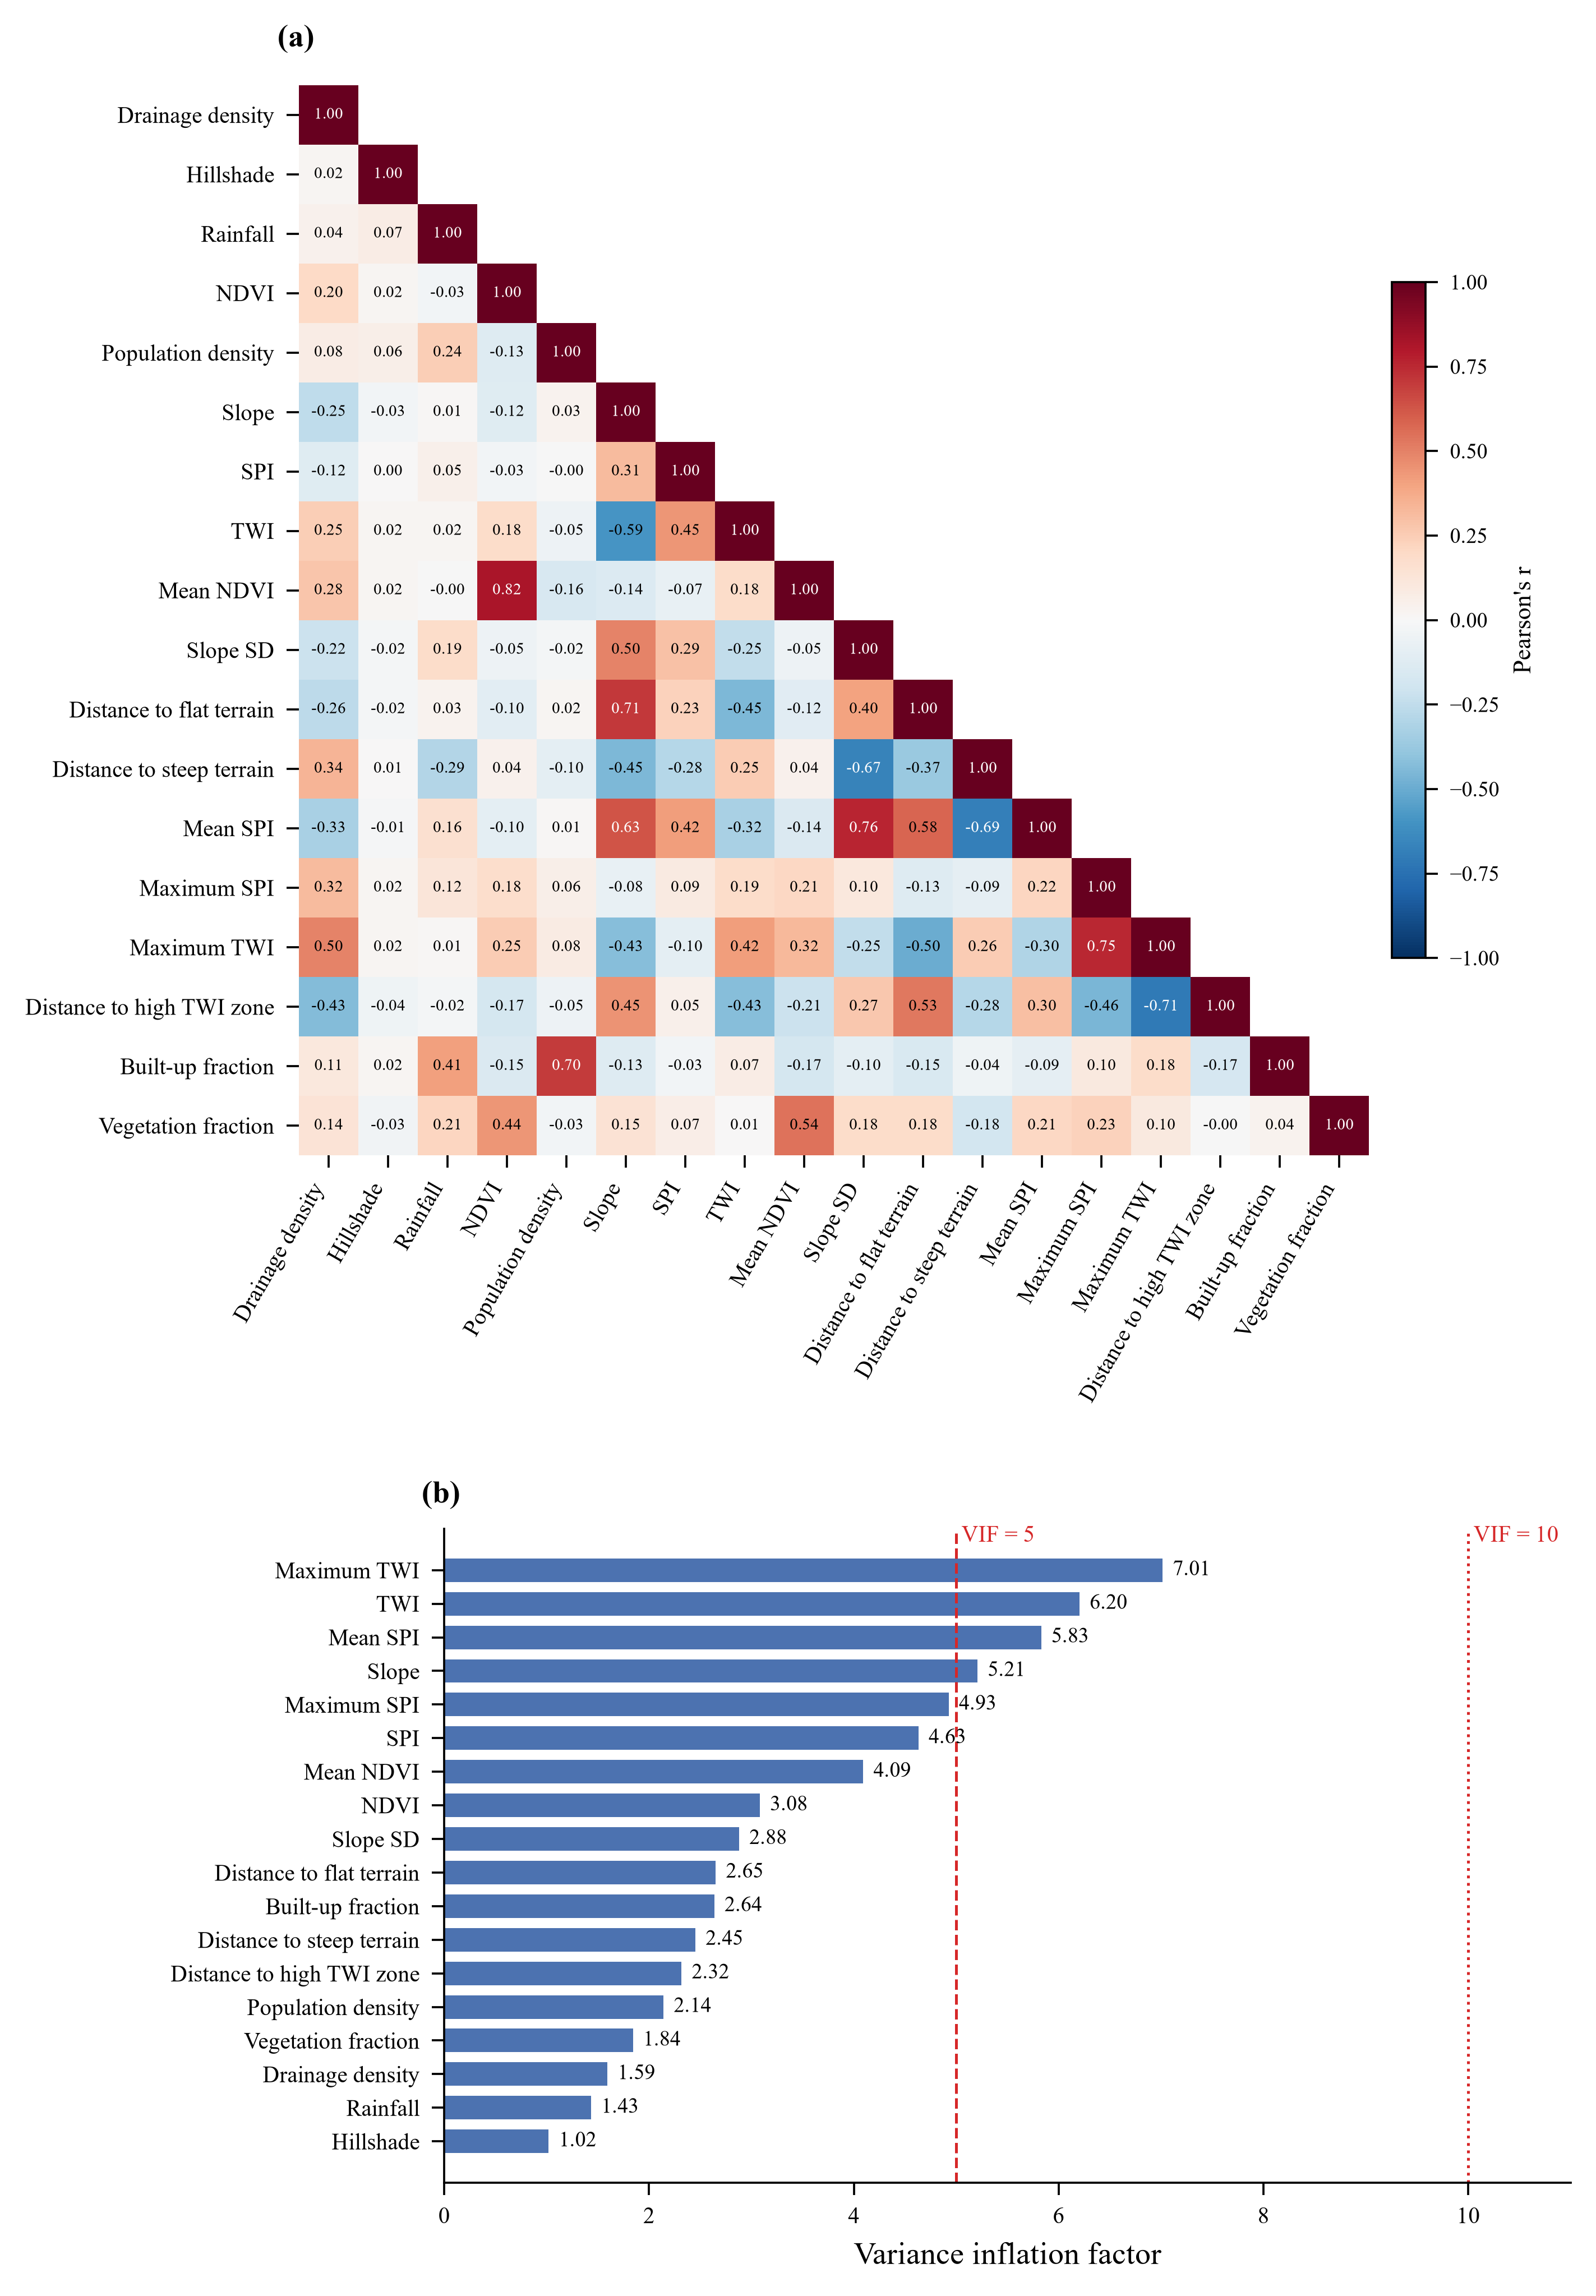 (a)
Drainage density 1.00
Hillshade 0.02 1.00
Rainfall 0.04 0.07 1.00
NDVI 0.20 0.02 -0.03 1.00
Population density 0.08 0.06 0.24 -0.13 1.00
Slope -0.25 -0.03 0.01 -0.12 0.03 1.00
SPI -0.12 0.00 0.05 -0.03 -0.00 0.31 1.00
TWI 0.25 0.02 0.02 0.18 -0.05 -0.59 0.45 1.00
Mean NDVI 0.28 0.02 -0.00 0.82 -0.16 -0.14 -0.07 0.18 1.00
Slope SD -0.22 -0.02 0.19 -0.05 -0.02 0.50 0.29 -0.25 -0.05 1.00
Distance to flat terrain -0.26 -0.02 0.03 -0.10 0.02 0.71 0.23 -0.45 -0.12 0.40 1.00
Distance to steep terrain 0.34 0.01 -0.29 0.04 -0.10 -0.45 -0.28 0.25 0.04 -0.67 -0.37 1.00
Mean SPI -0.33 -0.01 0.16 -0.10 0.01 0.63 0.42 -0.32 -0.14 0.76 0.58 -0.69 1.00
Maximum SPI 0.32 0.02 0.12 0.18 0.06 -0.08 0.09 0.19 0.21 0.10 -0.13 -0.09 0.22 1.00
Maximum TWI 0.50 0.02 0.01 0.25 0.08 -0.43 -0.10 0.42 0.32 -0.25 -0.50 0.26 -0.30 0.75 1.00
Distance to high TWI zone -0.43 -0.04 -0.02 -0.17 -0.05 0.45 0.05 -0.43 -0.21 0.27 0.53 -0.28 0.30 -0.46 -0.71 1.00
Built-up fraction 0.11 0.02 0.41 -0.15 0.70 -0.13 -0.03 0.07 -0.17 -0.10 -0.15 -0.04 -0.09 0.10 0.18 -0.17 1.00
Vegetation fraction 0.14 -0.03 0.21 0.44 -0.03 0.15 0.07 0.01 0.54 0.18 0.18 -0.18 0.21 0.23 0.10 -0.00 0.04 1.00
Drainage density
Hillshade
Rainfall
NDVI
Population density
Slope
SPI
TWI
Mean NDVI
Slope SD
Distance to flat terrain
Distance to steep terrain
Mean SPI
Maximum SPI
Maximum TWI
Distance to high TWI zone
Built-up fraction
Vegetation fraction
1.00
0.75
0.50
0.25
0.00
−0.25
−0.50
−0.75
−1.00
Pearson's r
(b)
VIF = 5 VIF = 10
Maximum TWI 7.01
TWI 6.20
Mean SPI 5.83
Slope 5.21
Maximum SPI 4.93
SPI 4.63
Mean NDVI 4.09
NDVI 3.08
Slope SD 2.88
Distance to flat terrain 2.65
Built-up fraction 2.64
Distance to steep terrain 2.45
Distance to high TWI zone 2.32
Population density 2.14
Vegetation fraction 1.84
Drainage density 1.59
Rainfall 1.43
Hillshade 1.02
0 2 4 6 8 10
Variance inflation factor